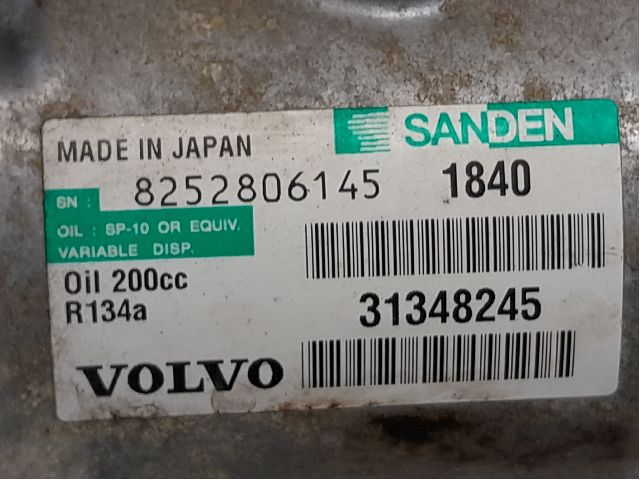 SANDEN
MADE IN JAPAN
SN : 8252806145 1840
OIL : SP-10 OR EQUIV.
VARIABLE DISP.
Oil 200cc
R134a 31348245
VOLVO